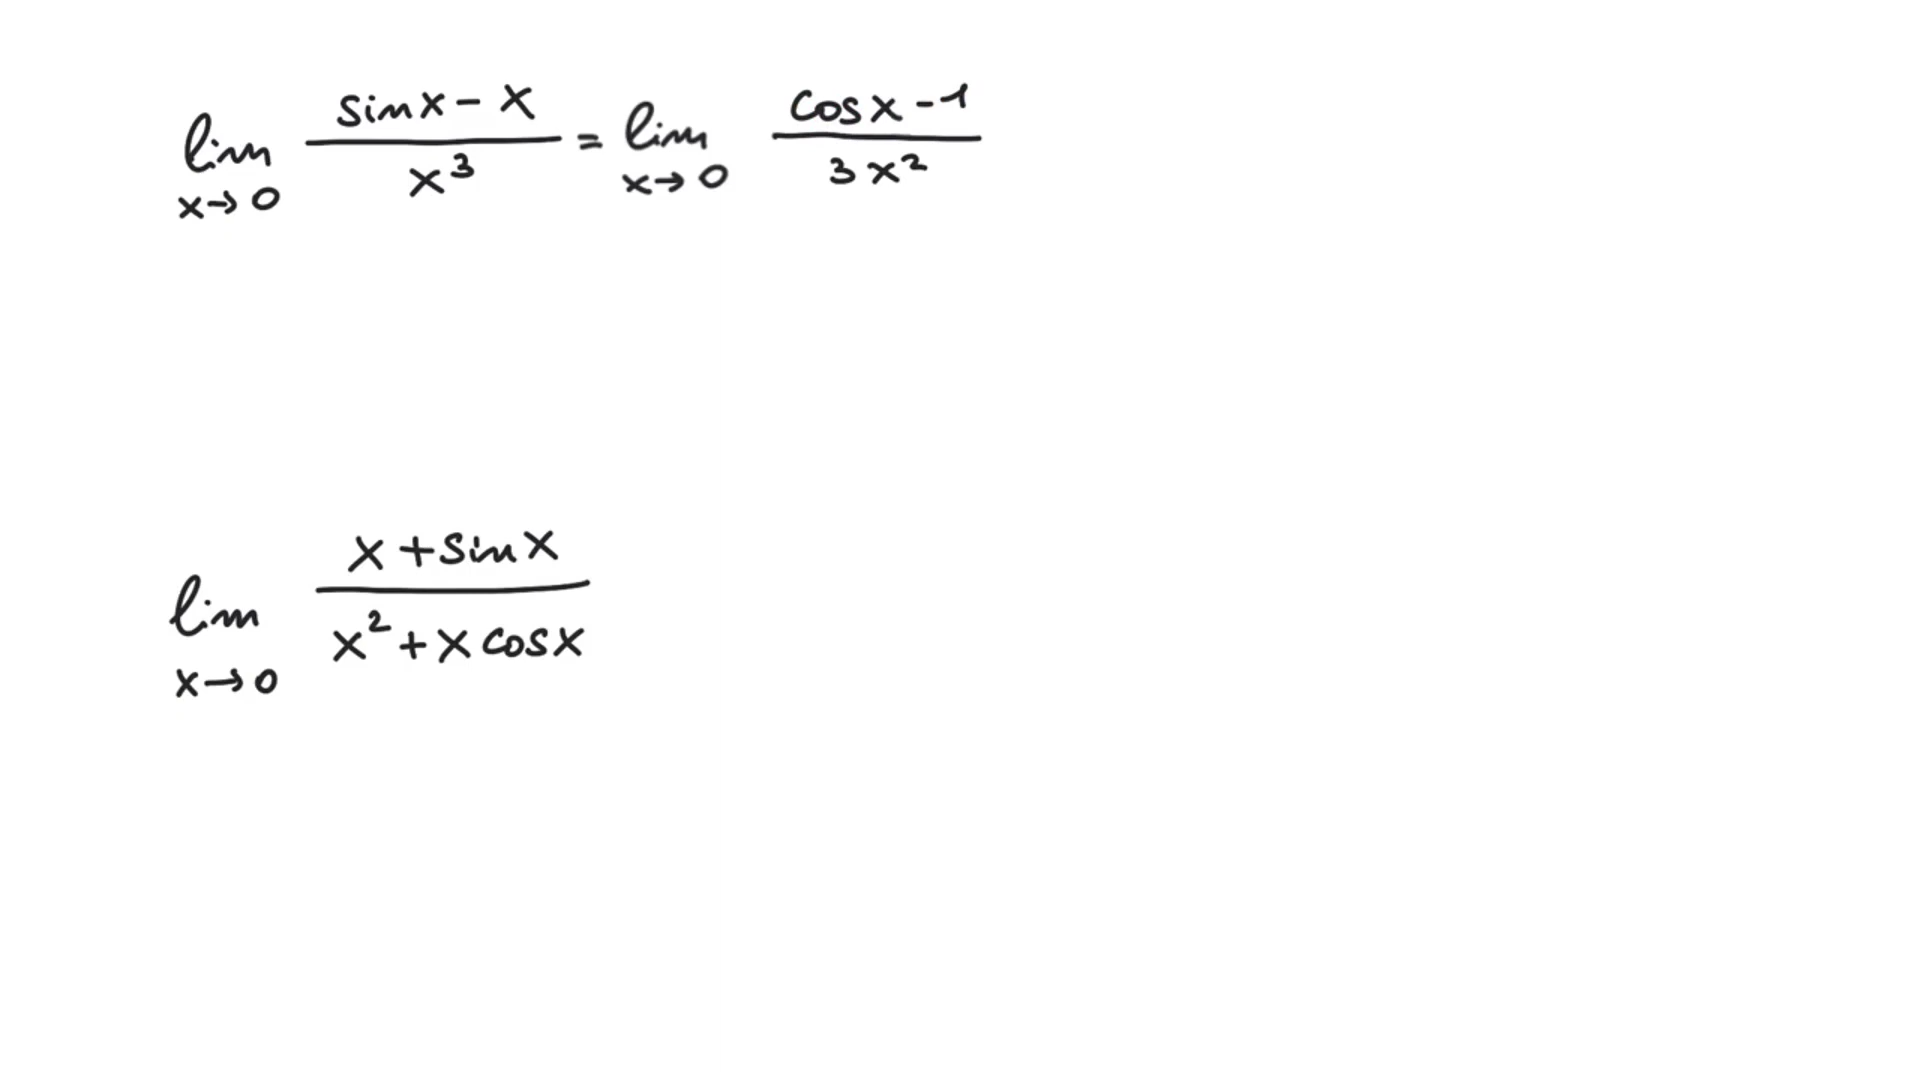 lim x→0 (sin x - x)/(x³) = lim x→0 (cos x - 1)/(3x²)
lim x→0 (x + sin x)/(x² + x cos x)